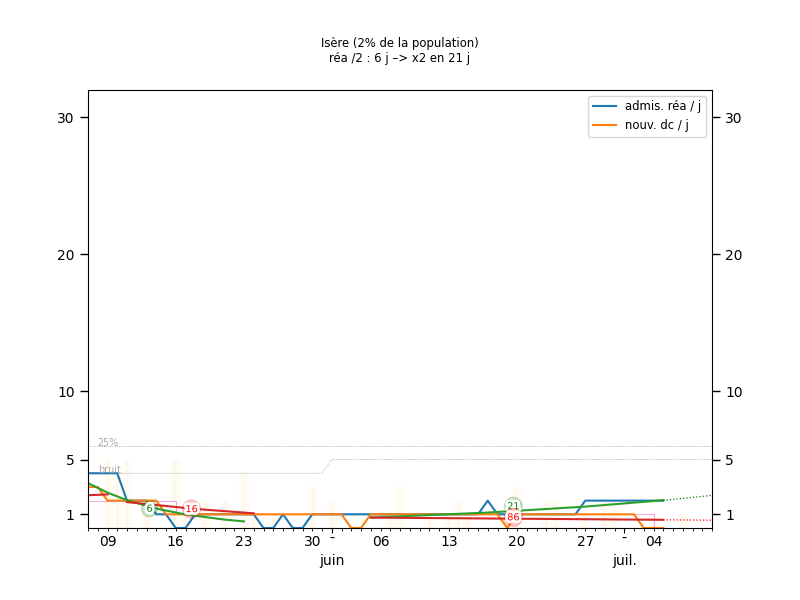 Isère (2% de la population)
réa /2 : 6 j –> x2 en 21 j
admis. réa / j
nouv. dc / j
30
30
20
20
10
10
25%
5
5
bruit
6
16
21
86
1
1
09 16 23 30 - 06 13 20 27 - 04
juin juil.